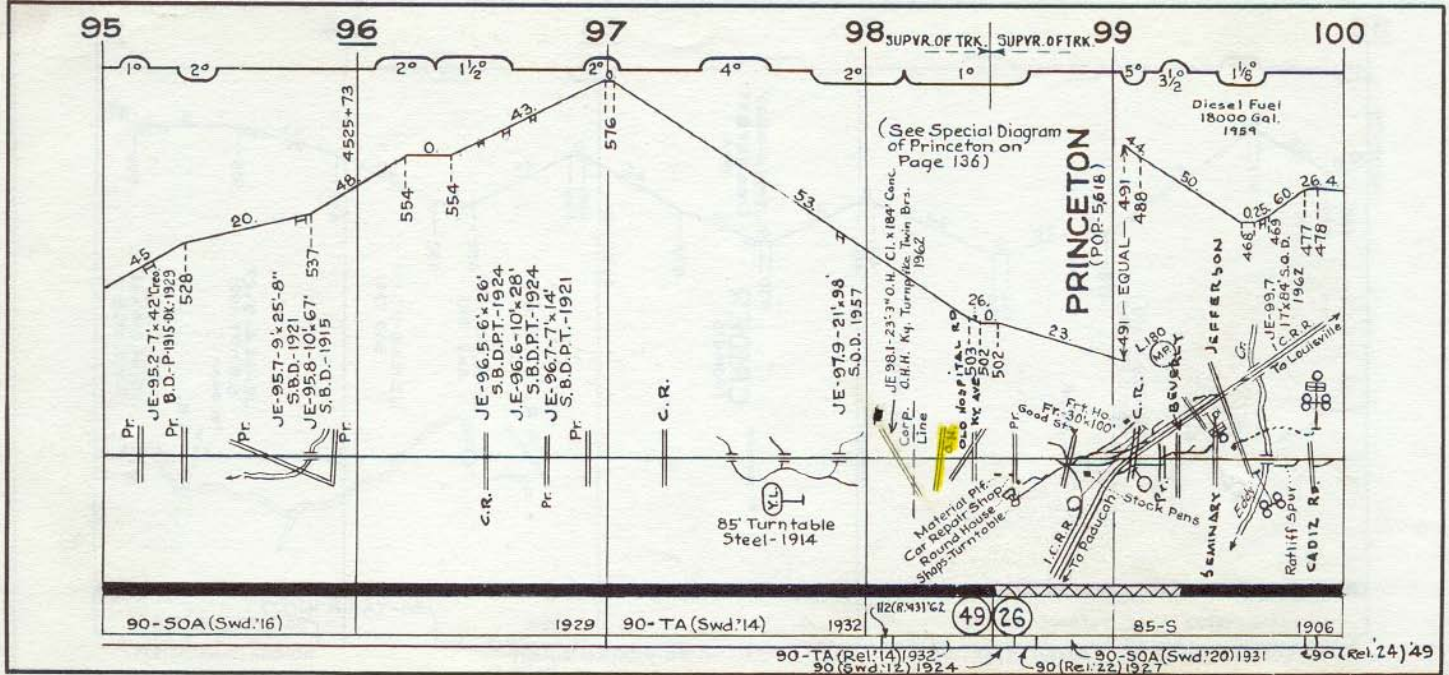 95
96
97
98
99
100
SUPVR. OF TRK.
SUPVR. OF TRK.
1°
2°
2°
1½°
2°
4°
2°
1°
5°
3½°
1⅙°
Diesel Fuel
18000 Gal.
1959
(See Special Diagram
of Princeton on
Page 136)
PRINCETON
(POP.-5,618)
4525+73
45
20.
48.
0.
43.
0.
53.
26.
0.
23.
50.
0.25.
60.
26.4.
528
537
554
554
576
503
502
502
491
EQUAL
491
488
468
469
477
478
Pr.
JE-95.2-7'×42' Creo.
B.D.-P-1915-DK-1929
Pr.
JE-95.7-9'×25'-8"
S.B.D.-1921
JE-95.8-10'×67'
S.B.D.-1915
Pr.
C.R.
JE-96.5-6'×26'
S.B.D.P.T.-1924
JE-96.6-10'×28'
S.B.D.P.T.-1924
JE-96.7-7'×14'
S.B.D.P.T.-1921
Pr.
Pr.
C.R.
JE-97.9-21'×98'
S.O.D. 1957
JE 98.1-23'-3" O.H. C.I. x 184' Conc.
O.H.H. Ky. Turnpike Twin Brs.
1962
Corp.
Line
O.H.
OLD HOSPITAL RD
KY. AVE
Pr.
Good St.
Frt. Ho.
Fr.-30'×100'
C.R.
BEVERLY
L180
M.P.
JEFFERSON
Cr.
JE-99.7
17'×84' S.O.D.
1962
I.C.R.R.
To Louisville
Y.L.
85' Turntable
Steel-1914
Material Plf.
Car Repair Shop
Round House
Shops-Turntable
I.C.R.R.
To Paducah
Stock Pens
Pr.
SEMINARY
Eddy
Ratliff Spur
CADIZ RD.
90-SOA (Swd.'16)
1929
90-TA (Swd.'14)
1932
112 (R.'43) '62
49
26
85-S
1906
90-TA (Rel.'14) 1932
90 (Swd.'12) 1924
90 (Rel.'22) 1927
90-SOA (Swd.'20) 1931
90 (Rel.'24) '49